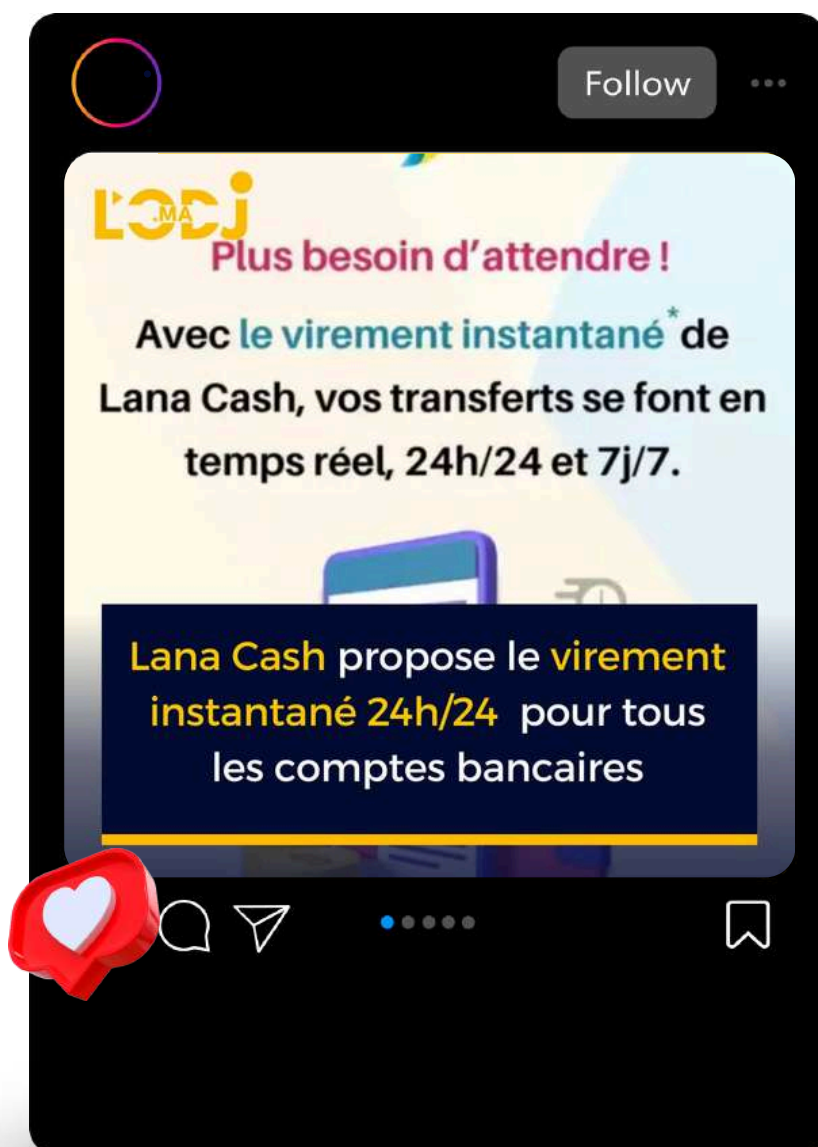 Follow
L'ODJ
.MA
Plus besoin d'attendre !
Avec le virement instantané* de
Lana Cash, vos transferts se font en
temps réel, 24h/24 et 7j/7.
Lana Cash propose le virement
instantané 24h/24 pour tous
les comptes bancaires